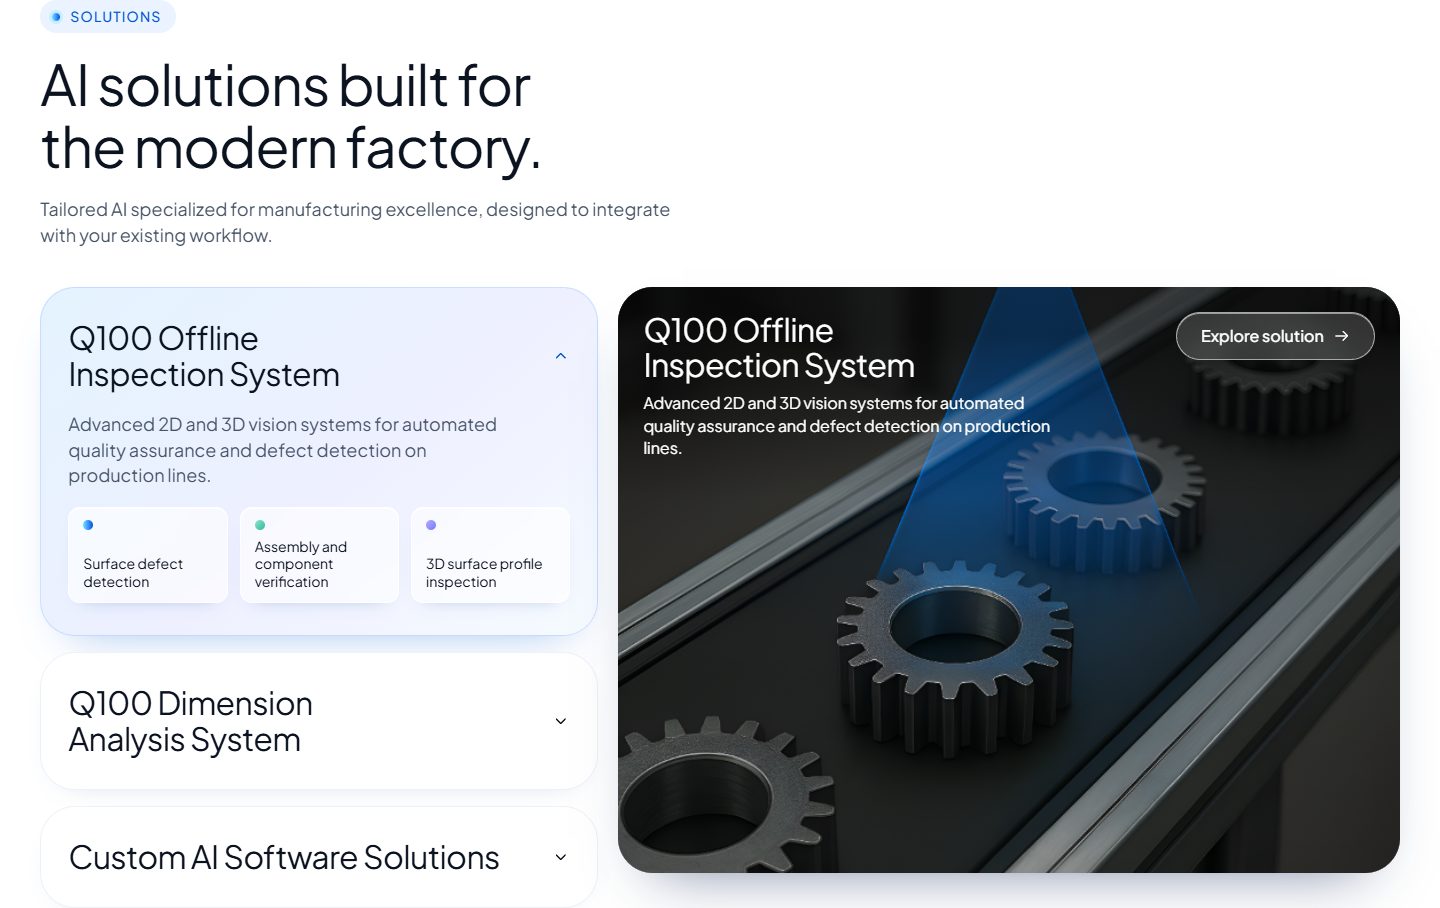 SOLUTIONS
AI solutions built for
the modern factory.
Tailored AI specialized for manufacturing excellence, designed to integrate
with your existing workflow.
Q100 Offline
Inspection System
Advanced 2D and 3D vision systems for automated
quality assurance and defect detection on
production lines.
Surface defect
detection
Assembly and
component
verification
3D surface profile
inspection
Q100 Dimension
Analysis System
Custom AI Software Solutions
Q100 Offline
Inspection System
Advanced 2D and 3D vision systems for automated
quality assurance and defect detection on production
lines.
Explore solution